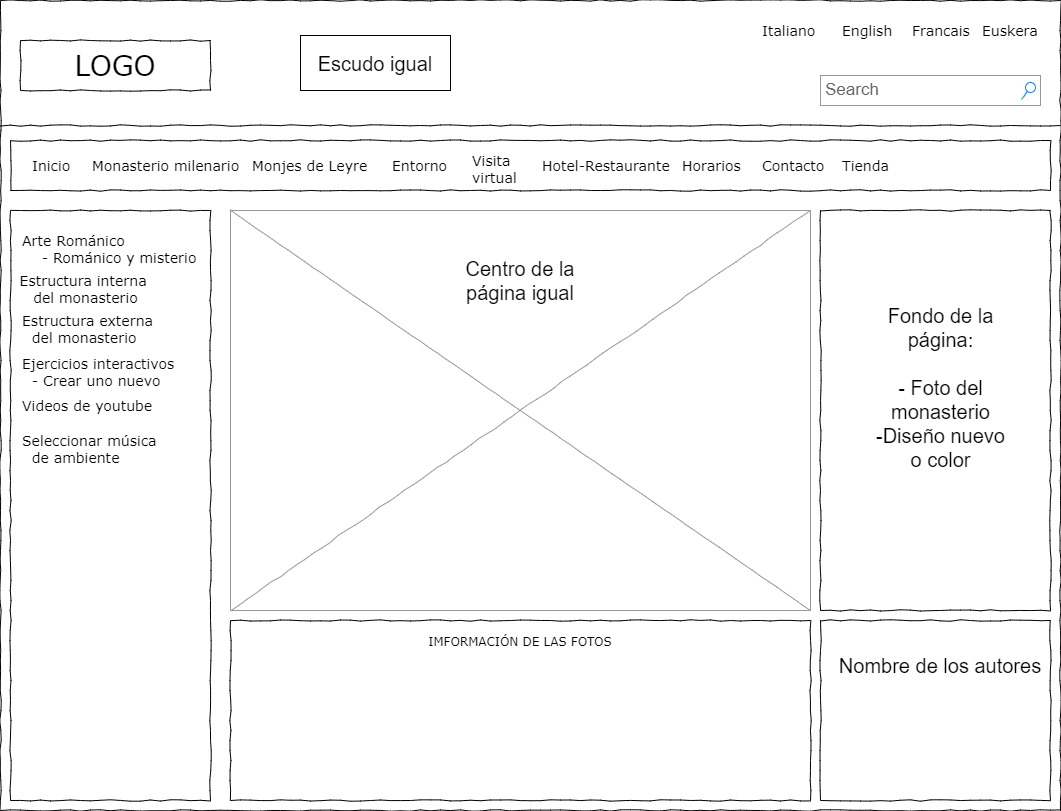 Italiano English Francais Euskera
LOGO
Escudo igual
Search
Inicio Monasterio milenario Monjes de Leyre Entorno Visita virtual Hotel-Restaurante Horarios Contacto Tienda
Arte Románico
- Románico y misterio
Estructura interna
del monasterio
Estructura externa
del monasterio
Ejercicios interactivos
- Crear uno nuevo
Videos de youtube
Seleccionar música
de ambiente
Centro de la
página igual
Fondo de la
página:
- Foto del
monasterio
-Diseño nuevo
o color
IMFORMACIÓN DE LAS FOTOS
Nombre de los autores